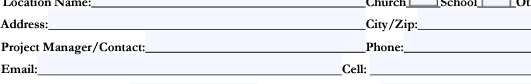 Location Name: Church School
Address: City/Zip:
Project Manager/Contact: Phone:
Email: Cell: